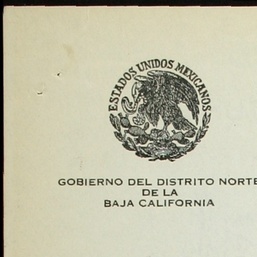 ESTADOS UNIDOS MEXICANOS
GOBIERNO DEL DISTRITO NORTE
DE LA
BAJA CALIFORNIA